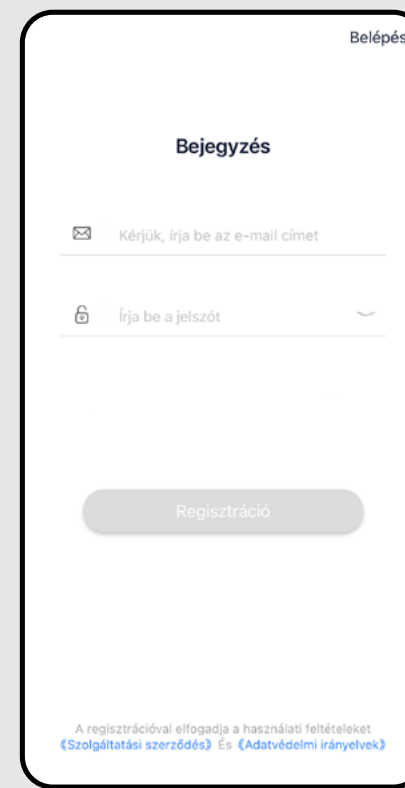 Belépés
Bejegyzés
Kérjük, írja be az e-mail címet
Írja be a jelszót
Regisztráció
A regisztrációval elfogadja a használati feltételeket
《Szolgáltatási szerződés》 És 《Adatvédelmi irányelvek》